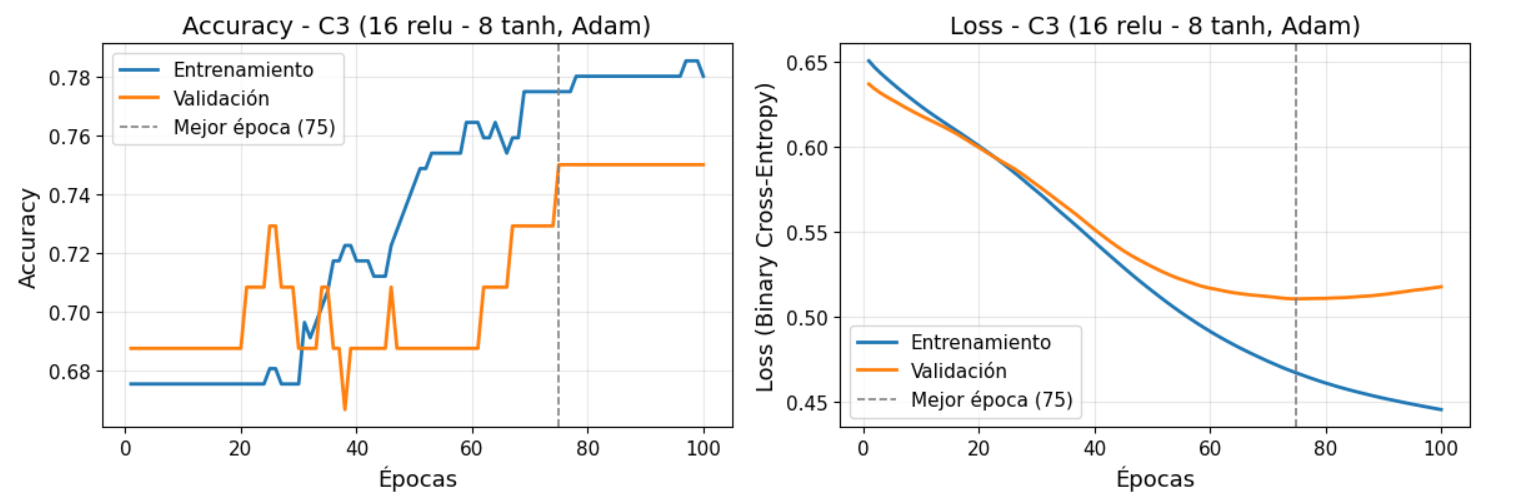 Accuracy - C3 (16 relu - 8 tanh, Adam)
Entrenamiento
Validación
Mejor época (75)
Accuracy
0.78
0.76
0.74
0.72
0.70
0.68
0 20 40 60 80 100
Épocas
Loss - C3 (16 relu - 8 tanh, Adam)
Loss (Binary Cross-Entropy)
0.65
0.60
0.55
0.50
0.45
Entrenamiento
Validación
Mejor época (75)
0 20 40 60 80 100
Épocas